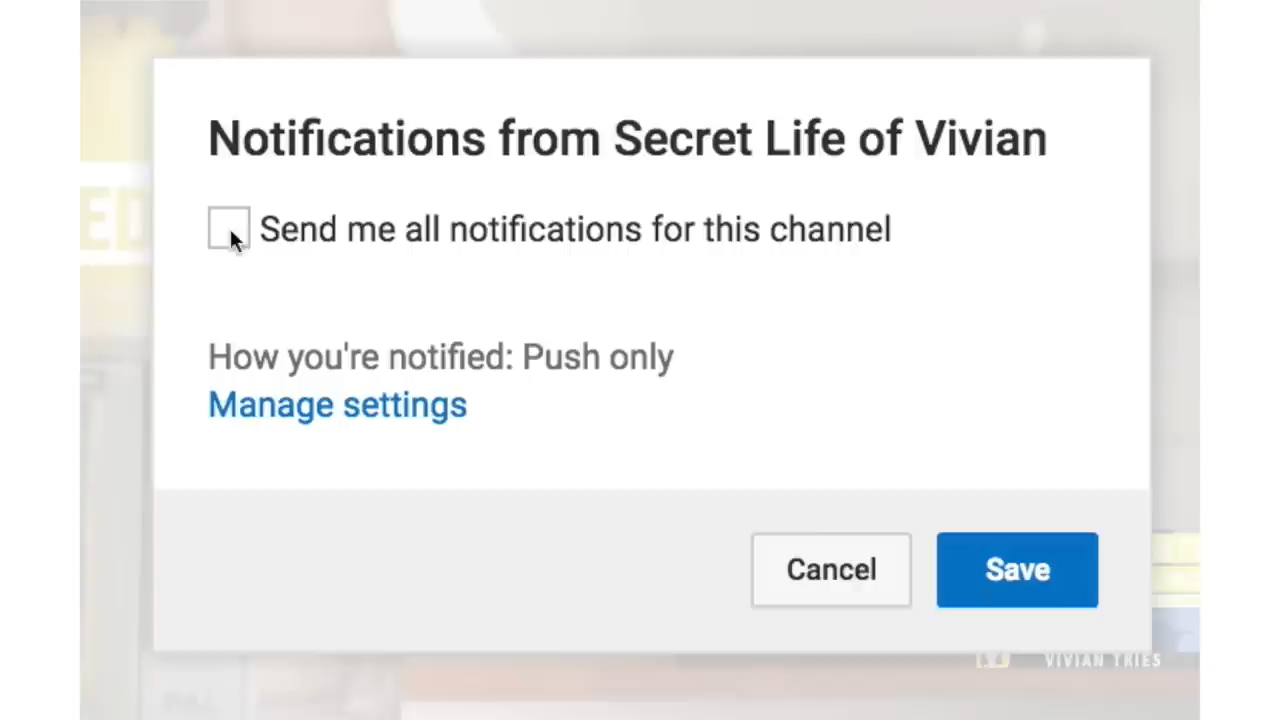 Notifications from Secret Life of Vivian
ED
Send me all notifications for this channel
How you're notified: Push only
Manage settings
Cancel
Save
VIVIAN TRIES